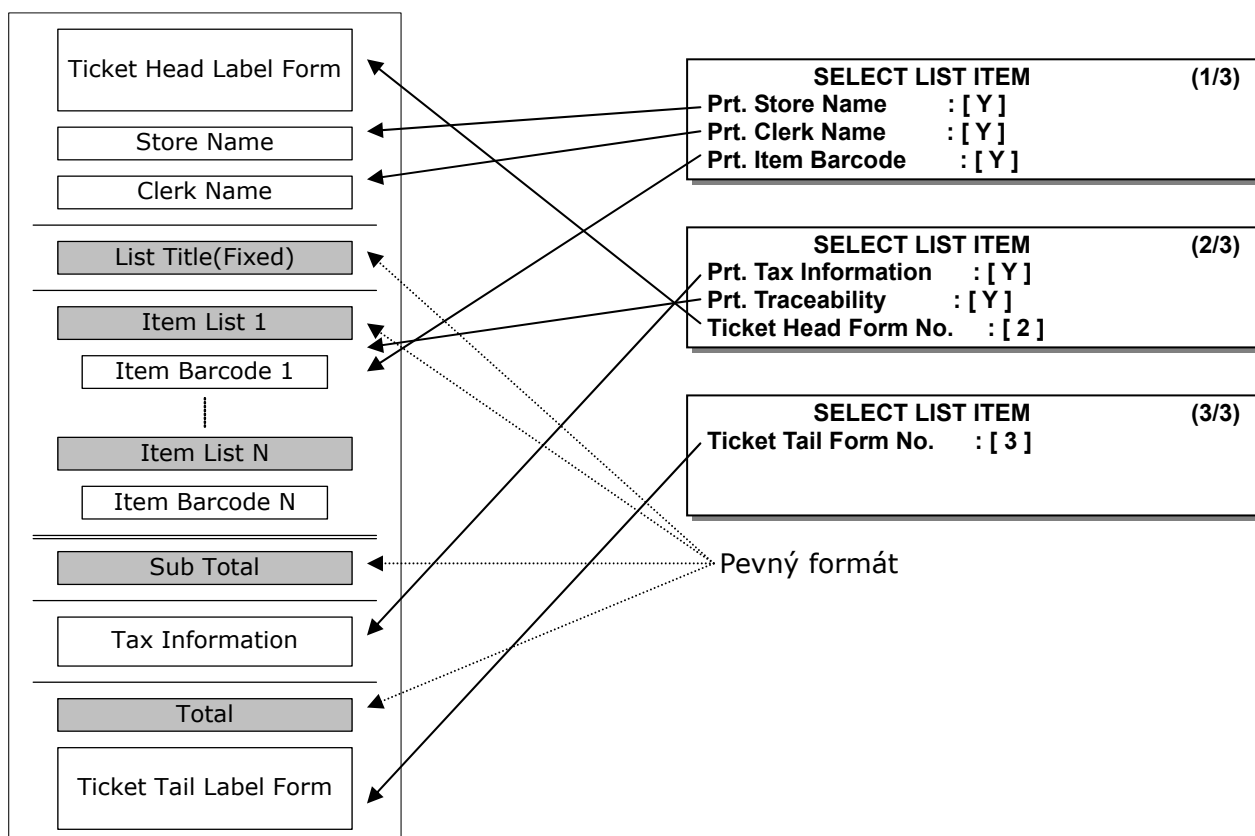 Ticket Head Label Form
Store Name
Clerk Name
List Title(Fixed)
Item List 1
Item Barcode 1
Item List N
Item Barcode N
Sub Total
Tax Information
Total
Ticket Tail Label Form
SELECT LIST ITEM (1/3)
Prt. Store Name : [ Y ]
Prt. Clerk Name : [ Y ]
Prt. Item Barcode : [ Y ]
SELECT LIST ITEM (2/3)
Prt. Tax Information : [ Y ]
Prt. Traceability : [ Y ]
Ticket Head Form No. : [ 2 ]
SELECT LIST ITEM (3/3)
Ticket Tail Form No. : [ 3 ]
Pevný formát